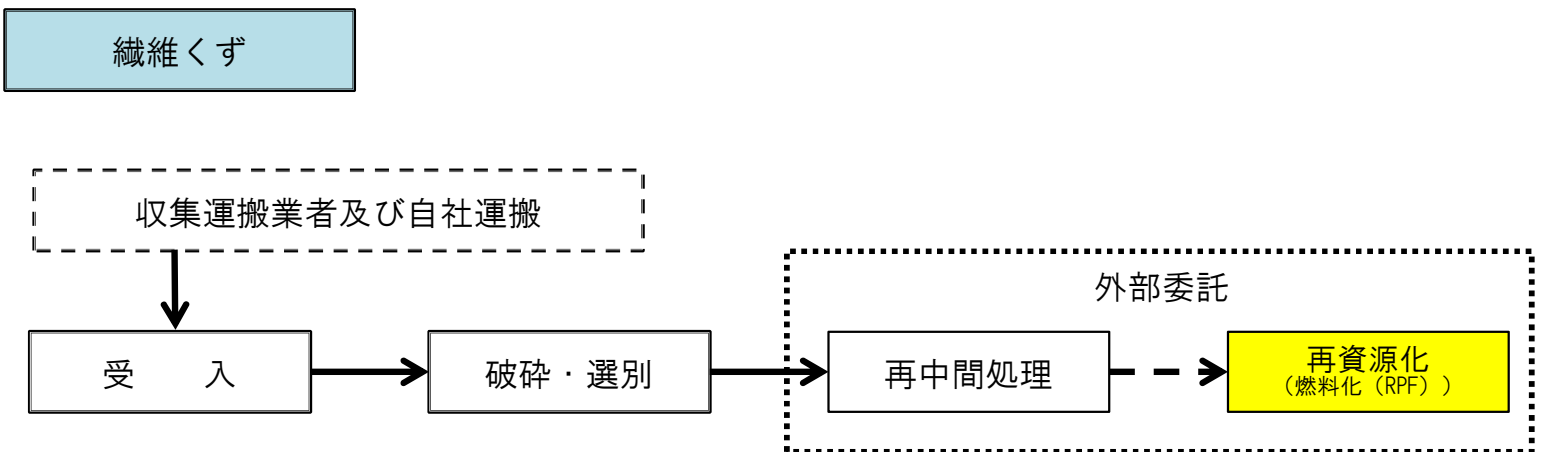 繊維くず
収集運搬業者及び自社運搬
外部委託
受　　入
破砕・選別
再中間処理
再資源化
（燃料化（RPF））